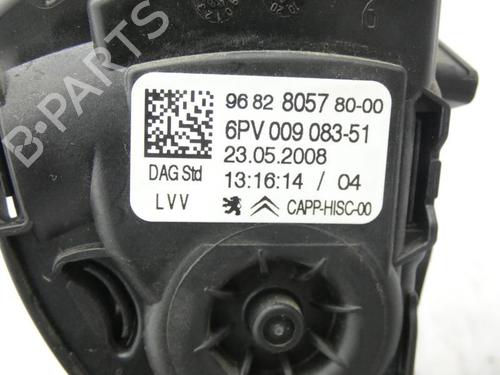 B-PARTS
96 82 8057 80-00
6PV 009 083-51
23.05.2008
DAG Std
13:16:14 / 04
LVV
CAPP-HISC-00